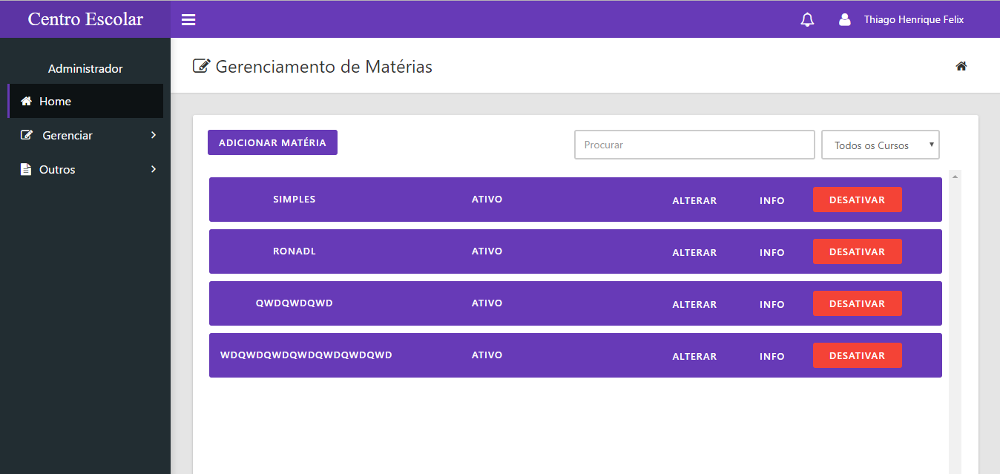 Centro Escolar
Thiago Henrique Felix
Administrador
Home
Gerenciar
Outros
Gerenciamento de Matérias
ADICIONAR MATÉRIA
Procurar
Todos os Cursos
SIMPLES ATIVO ALTERAR INFO DESATIVAR
RONADL ATIVO ALTERAR INFO DESATIVAR
QWDQWDQWD ATIVO ALTERAR INFO DESATIVAR
WDQWDQWDQWDQWDQWDQWD ATIVO ALTERAR INFO DESATIVAR